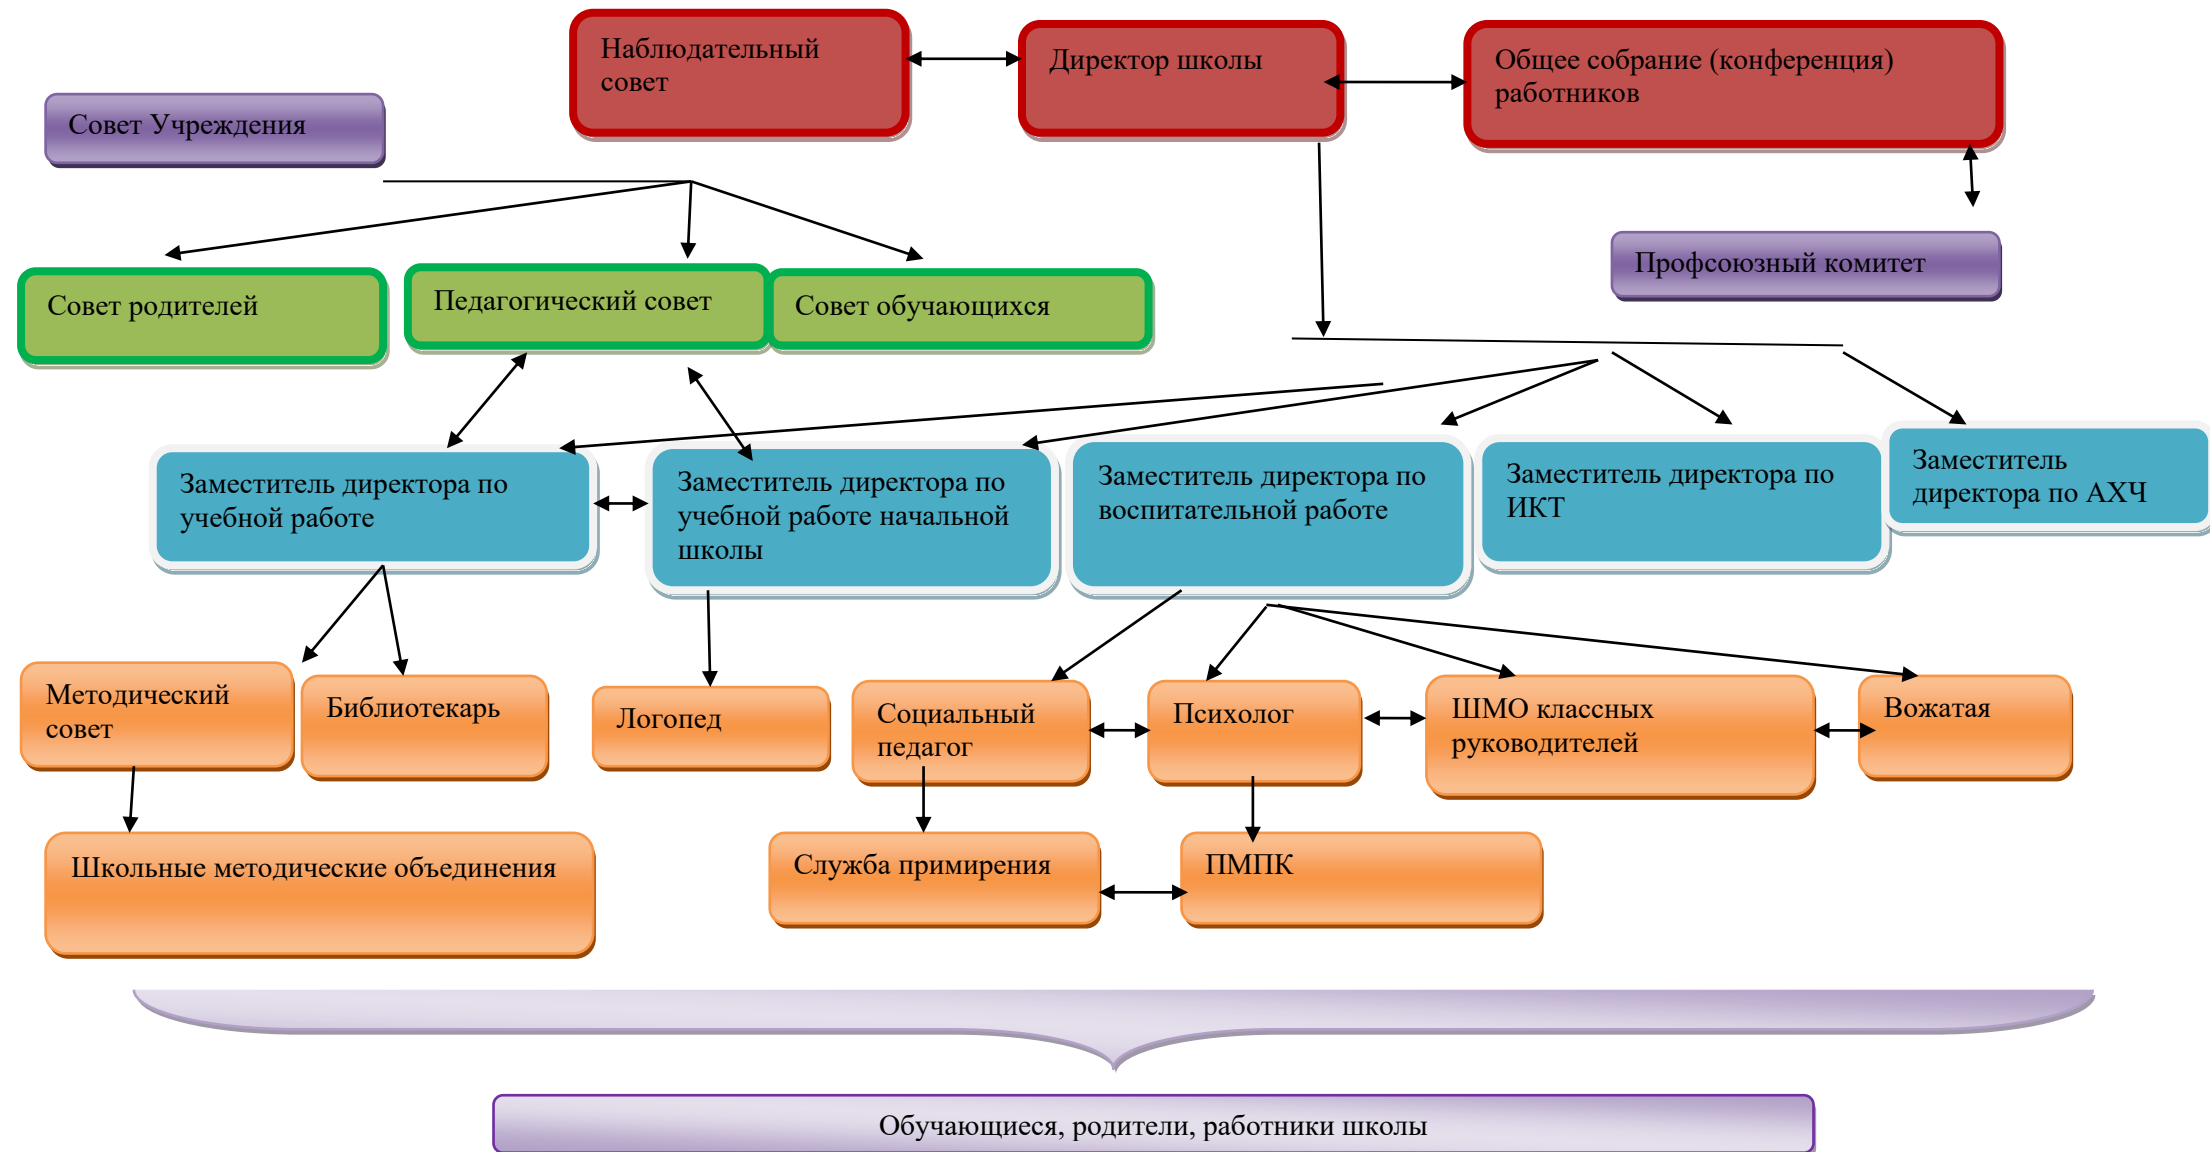 Наблюдательный
совет
Директор школы
Общее собрание (конференция)
работников
Совет Учреждения
Профсоюзный комитет
Совет родителей
Педагогический совет
Совет обучающихся
Заместитель директора по
учебной работе
Заместитель директора по
учебной работе начальной
школы
Заместитель директора по
воспитательной работе
Заместитель директора по
ИКТ
Заместитель
директора по АХЧ
Методический
совет
Библиотекарь
Логопед
Социальный
педагог
Психолог
ШМО классных
руководителей
Вожатая
Школьные методические объединения
Служба примирения
ПМПК
Обучающиеся, родители, работники школы